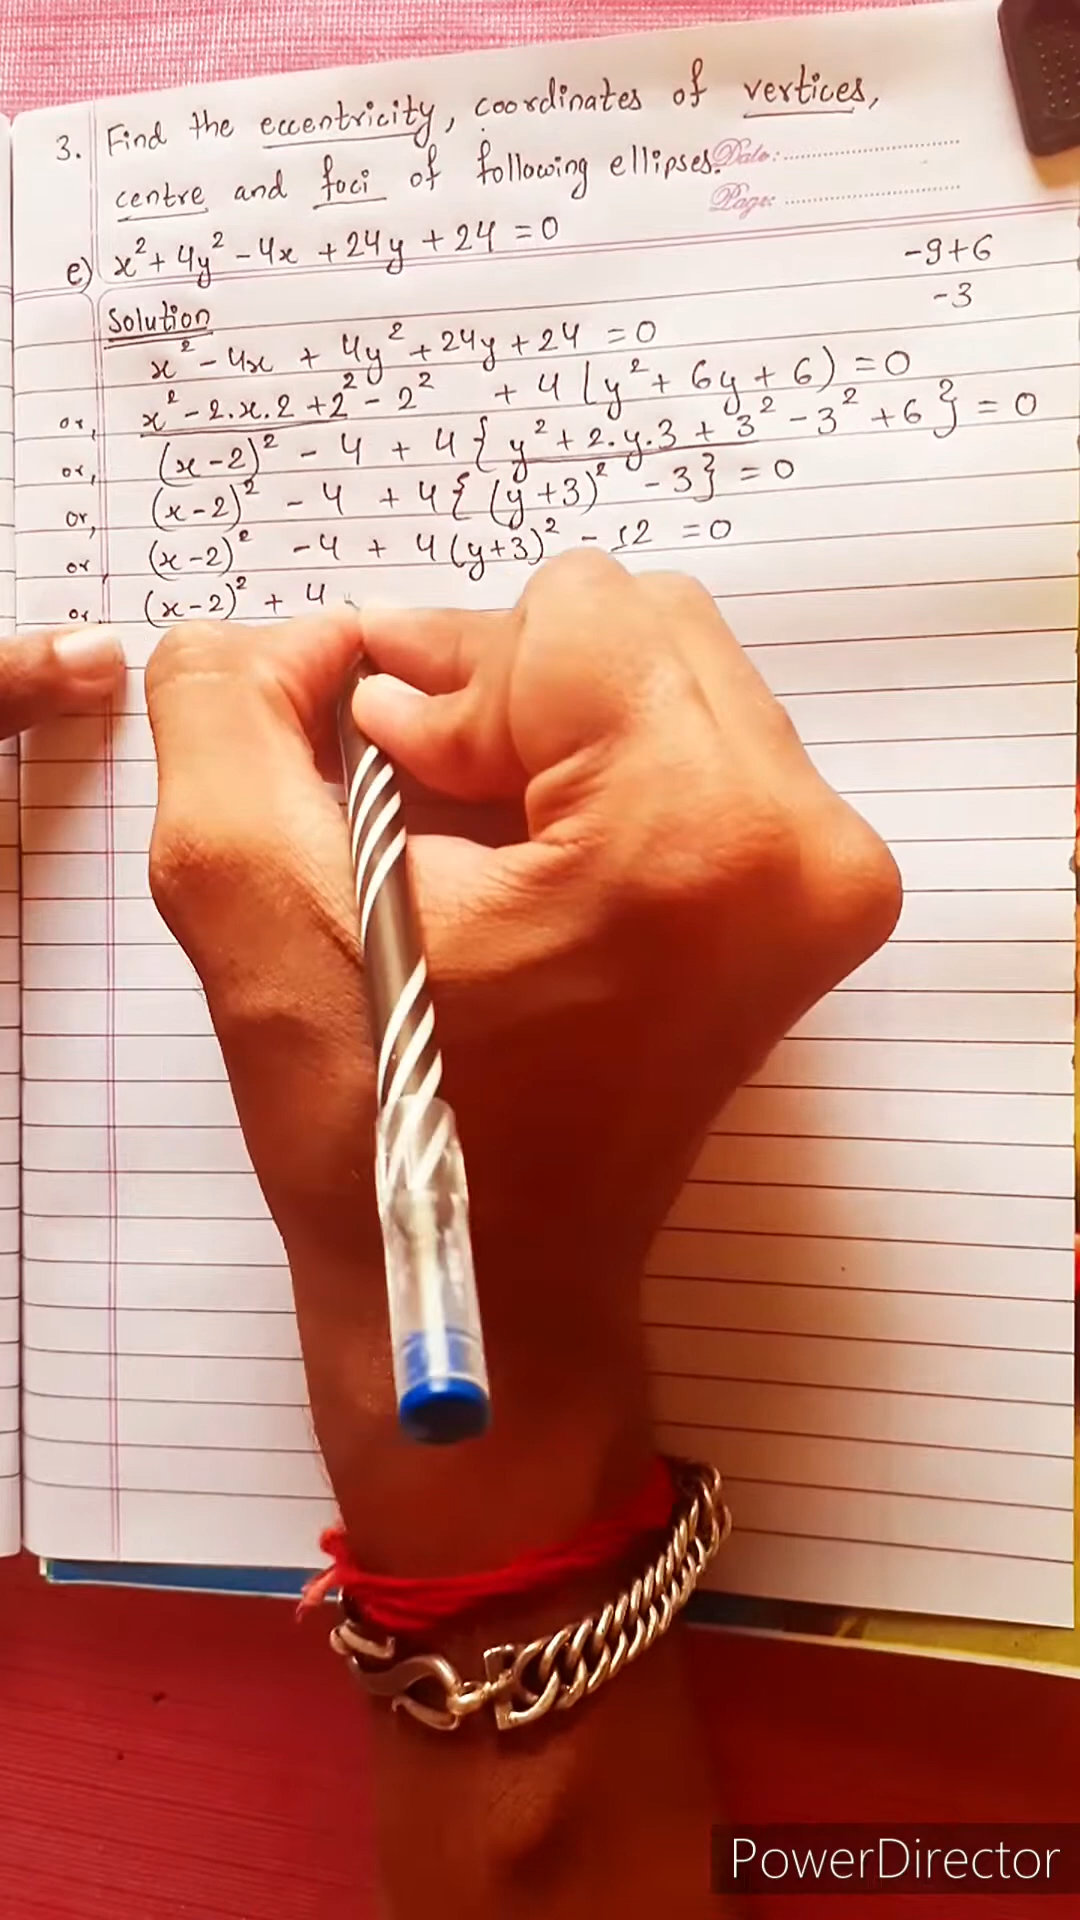 3. Find the eccentricity, coordinates of vertices,
centre and foci of following ellipses.
Date:
Page:
e) x² + 4y² - 4x + 24y + 24 = 0
-9+6
-3
Solution
x² - 4x + 4y² + 24y + 24 = 0
or, x² - 2.x.2 + 2² - 2² + 4(y² + 6y + 6) = 0
or, (x-2)² - 4 + 4{y² + 2.y.3 + 3² - 3² + 6} = 0
or, (x-2)² - 4 + 4{(y+3)² - 3} = 0
or (x-2)² - 4 + 4(y+3)² - 12 = 0
or, (x-2)² + 4
PowerDirector